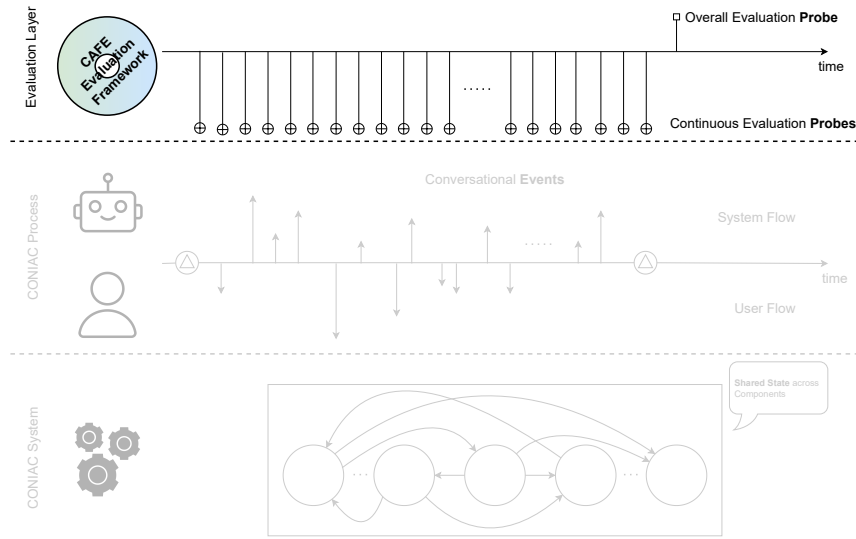 Evaluation Layer
CAFE
Evaluation
Framework
Overall Evaluation Probe
time
.....
Continuous Evaluation Probes
CONIAC Process
Conversational Events
System Flow
.....
time
User Flow
CONIAC System
Shared State across
Components
...
...